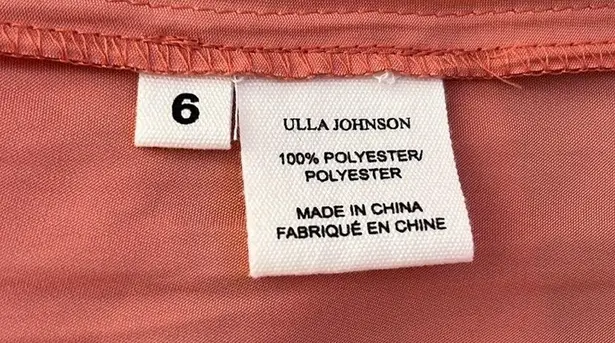 6
ULLA JOHNSON
100% POLYESTER/
POLYESTER
MADE IN CHINA
FABRIQUÉ EN CHINE